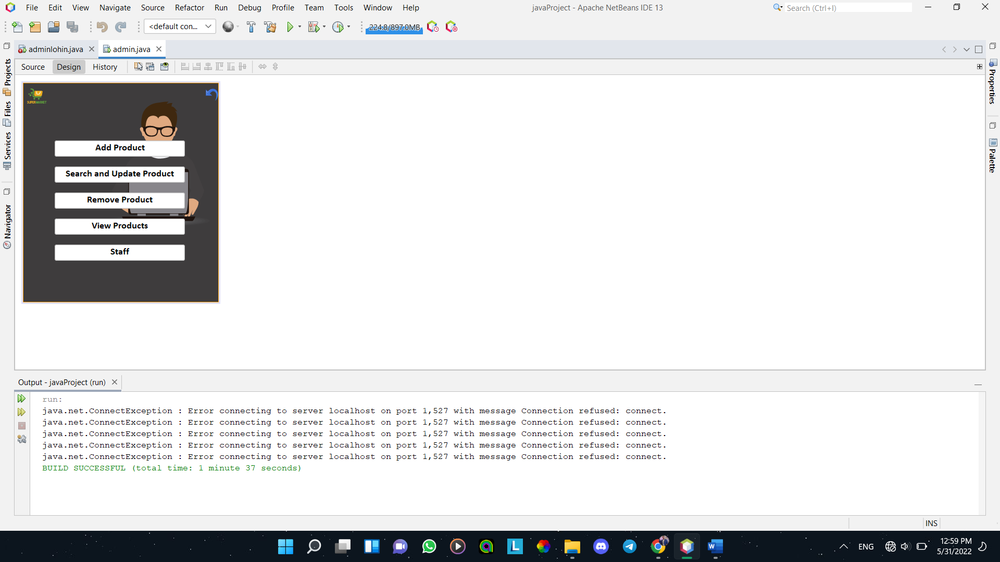 File Edit View Navigate Source Refactor Run Debug Profile Team Tools Window Help
javaProject - Apache NetBeans IDE 13
Search (Ctrl+I)
<default con...
224.8/897.0MB
adminlohin.java
admin.java
Source Design History
Projects
Files
Services
Navigator
Properties
Palette
SUPERMARKET
Add Product
Search and Update Product
Remove Product
View Products
Staff
Output - javaProject (run)
run:
java.net.ConnectException : Error connecting to server localhost on port 1,527 with message Connection refused: connect.
java.net.ConnectException : Error connecting to server localhost on port 1,527 with message Connection refused: connect.
java.net.ConnectException : Error connecting to server localhost on port 1,527 with message Connection refused: connect.
java.net.ConnectException : Error connecting to server localhost on port 1,527 with message Connection refused: connect.
java.net.ConnectException : Error connecting to server localhost on port 1,527 with message Connection refused: connect.
BUILD SUCCESSFUL (total time: 1 minute 37 seconds)
INS
ENG
12:59 PM
5/31/2022